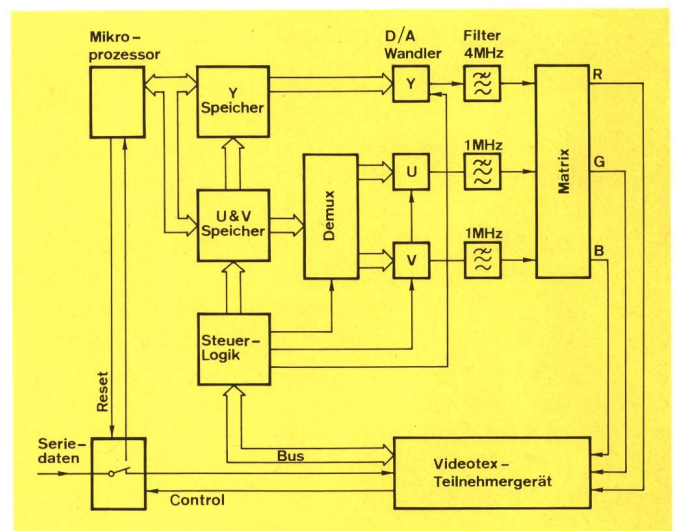 Mikro-
prozessor
Y
Speicher
D/A
Wandler
Y
Filter
4MHz
R
U&V
Speicher
Demux
U
V
1MHz
1MHz
Matrix
G
B
Steuer-
Logik
Reset
Serie-
daten
Bus
Control
Videotex-
Teilnehmergerät